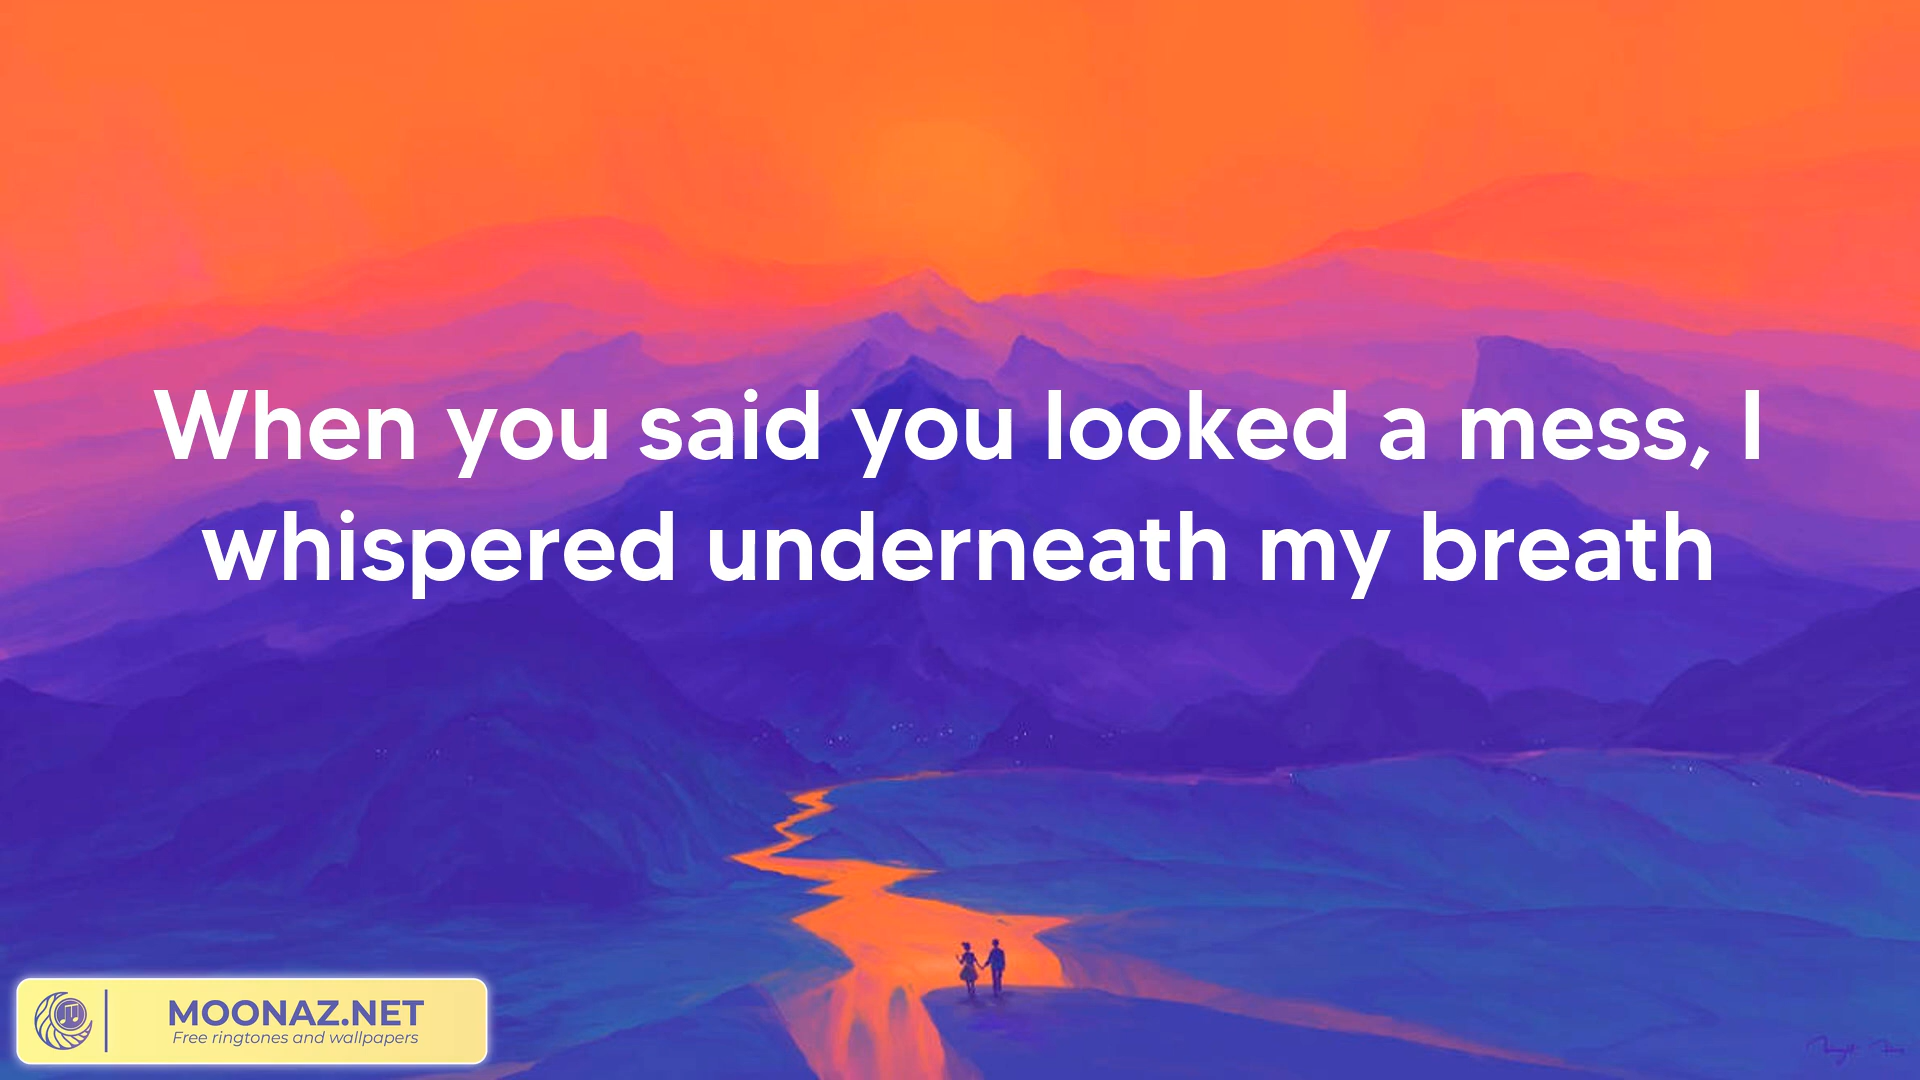 When you said you looked a mess, I
whispered underneath my breath
MOONAZ.NET
Free ringtones and wallpapers